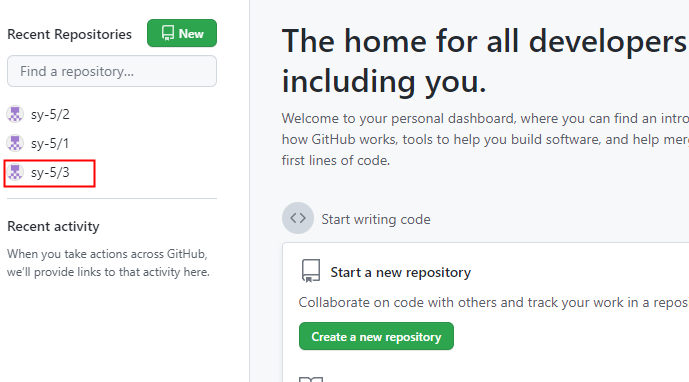 Recent Repositories
New
Find a repository...
sy-5/2
sy-5/1
sy-5/3
Recent activity
When you take actions across GitHub,
we'll provide links to that activity here.
The home for all developers
including you.
Welcome to your personal dashboard, where you can find an intro
how GitHub works, tools to help you build software, and help mer
first lines of code.
Start writing code
Start a new repository
Collaborate on code with others and track your work in a repos
Create a new repository